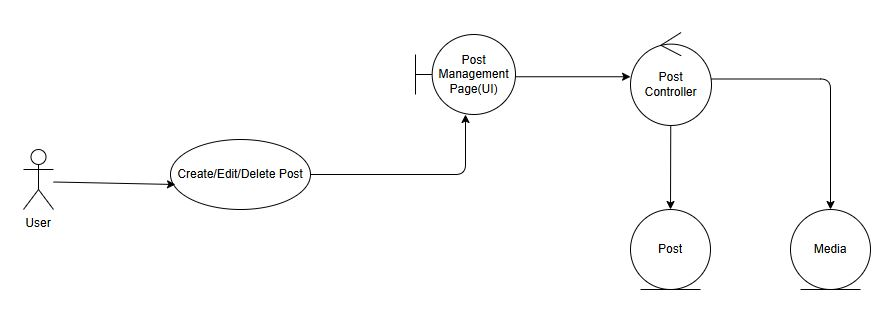 Post
Management
Page(UI)
Post
Controller
Create/Edit/Delete Post
User
Post
Media